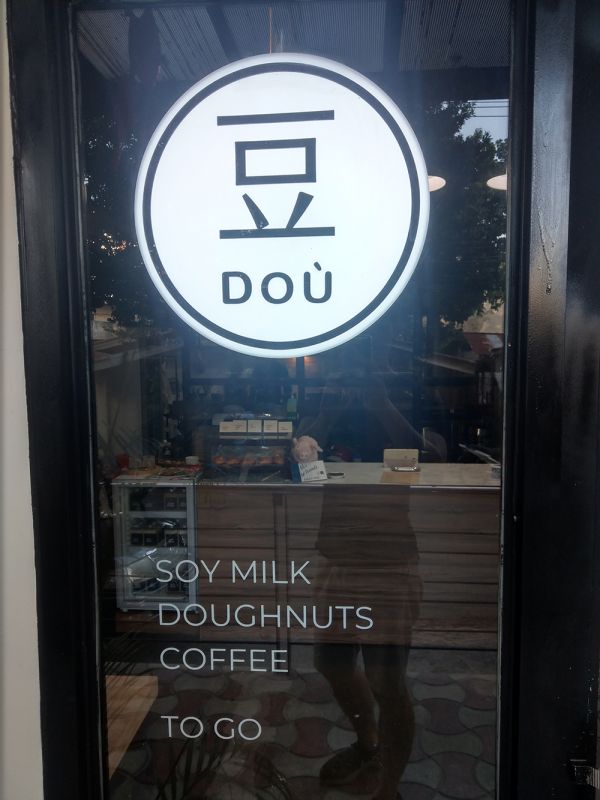 豆
DOÙ
SOY MILK
DOUGHNUTS
COFFEE
TO GO